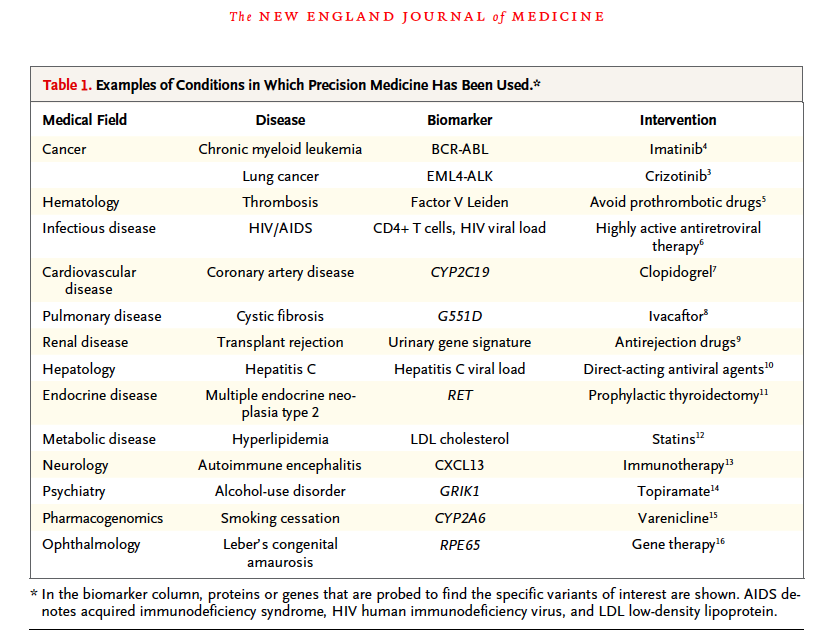 The NEW ENGLAND JOURNAL of MEDICINE
Table 1. Examples of Conditions in Which Precision Medicine Has Been Used.*
Medical Field Disease Biomarker Intervention
Cancer Chronic myeloid leukemia BCR-ABL Imatinib⁴
Lung cancer EML4-ALK Crizotinib³
Hematology Thrombosis Factor V Leiden Avoid prothrombotic drugs⁵
Infectious disease HIV/AIDS CD4+ T cells, HIV viral load Highly active antiretroviral
therapy⁶
Cardiovascular Coronary artery disease CYP2C19 Clopidogrel⁷
disease
Pulmonary disease Cystic fibrosis G551D Ivacaftor⁸
Renal disease Transplant rejection Urinary gene signature Antirejection drugs⁹
Hepatology Hepatitis C Hepatitis C viral load Direct-acting antiviral agents¹⁰
Endocrine disease Multiple endocrine neo- RET Prophylactic thyroidectomy¹¹
plasia type 2
Metabolic disease Hyperlipidemia LDL cholesterol Statins¹²
Neurology Autoimmune encephalitis CXCL13 Immunotherapy¹³
Psychiatry Alcohol-use disorder GRIK1 Topiramate¹⁴
Pharmacogenomics Smoking cessation CYP2A6 Varenicline¹⁵
Ophthalmology Leber's congenital RPE65 Gene therapy¹⁶
amaurosis
* In the biomarker column, proteins or genes that are probed to find the specific variants of interest are shown. AIDS de-
notes acquired immunodeficiency syndrome, HIV human immunodeficiency virus, and LDL low-density lipoprotein.